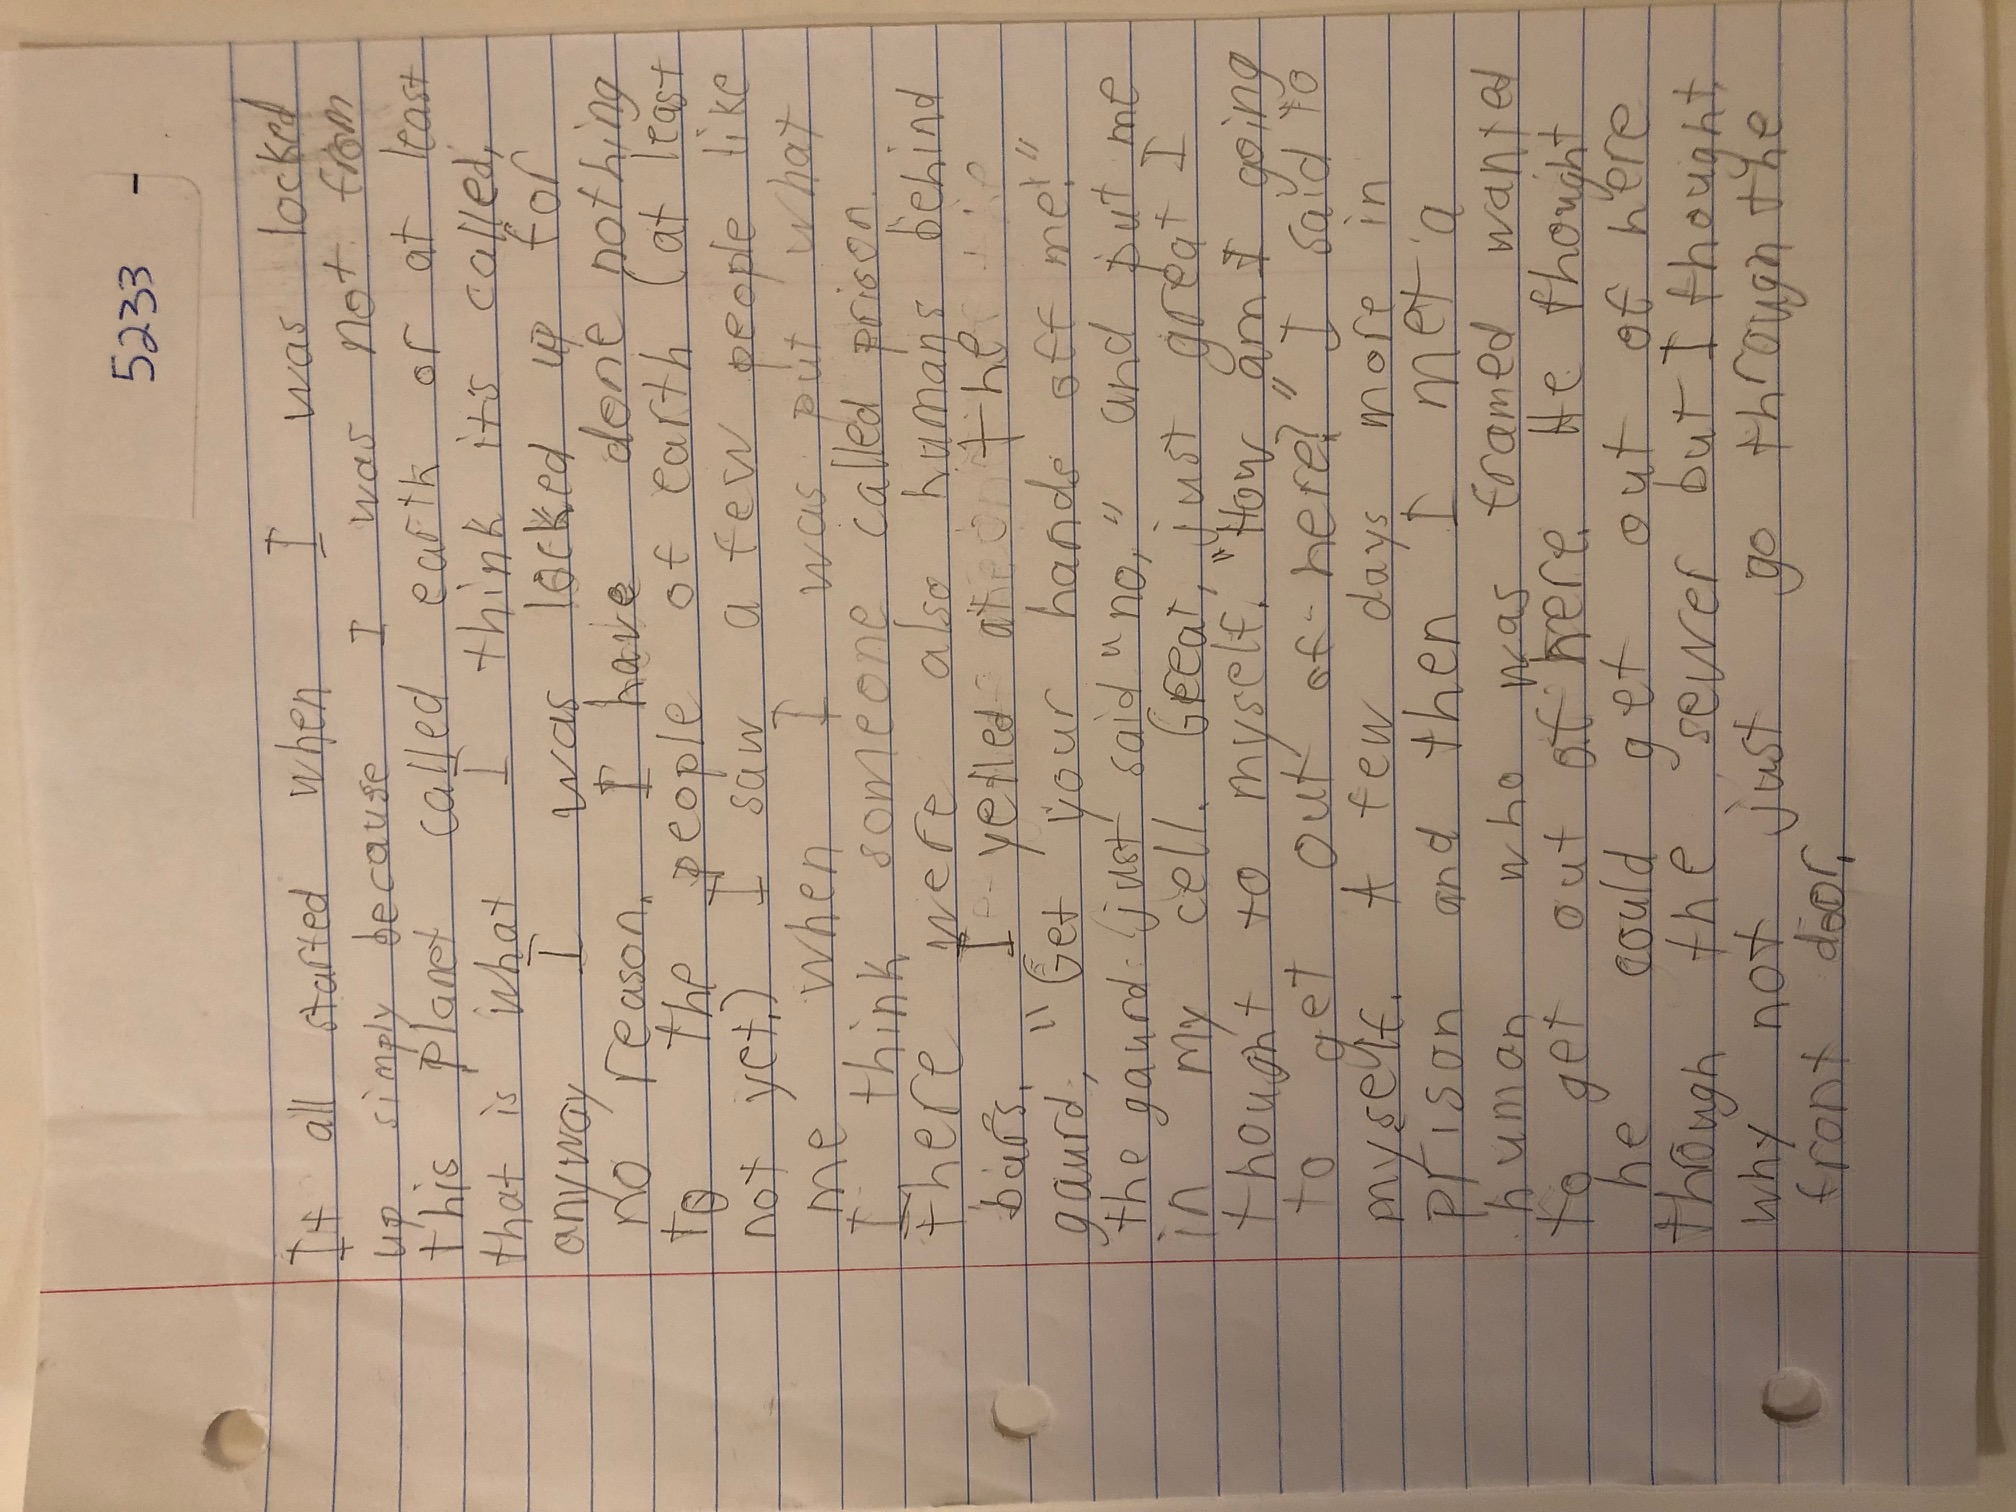 5233 -
It all started when I was locked
up simply because I was not from
this planet called earth or at least
that is what I think it's called,
anyway I was locked up for
no reason. I have done nothing
to the people of earth (at least
not yet.) I saw a few people like
me when I was put what
I think someone called prison.
there were also humans behind
bars. I yelled at the
gaurd, "Get your hands off me!"
the gaurd just said "no," and put me
in my cell. Greeat, just great I
thought to myself. "How am I going
to get out of here?" I said to
myself. A few days more in
prison and then I met a
human who was framed wanted
to get out of here. He thought
he could get out of here
through the sewer but I thought
why not just go through the
front door.